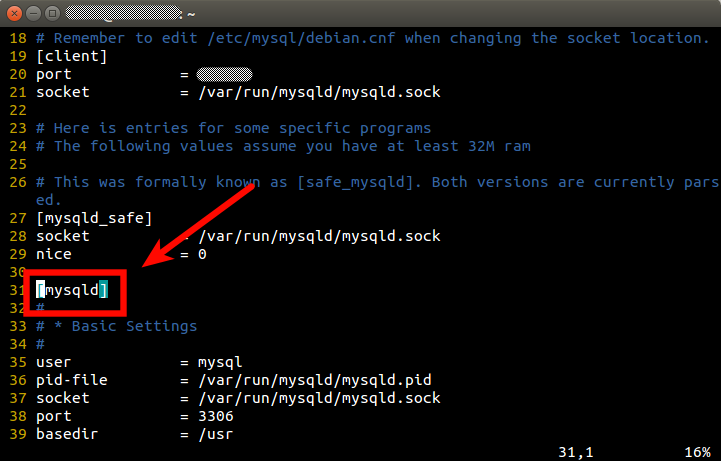 : ~
18 # Remember to edit /etc/mysql/debian.cnf when changing the socket location.
19 [client]
20 port =
21 socket = /var/run/mysqld/mysqld.sock
22
23 # Here is entries for some specific programs
24 # The following values assume you have at least 32M ram
25
26 # This was formally known as [safe_mysqld]. Both versions are currently pars
ed.
27 [mysqld_safe]
28 socket = /var/run/mysqld/mysqld.sock
29 nice = 0
30
31 [mysqld]
32 #
33 # * Basic Settings
34 #
35 user = mysql
36 pid-file = /var/run/mysqld/mysqld.pid
37 socket = /var/run/mysqld/mysqld.sock
38 port = 3306
39 basedir = /usr
31,1 16%